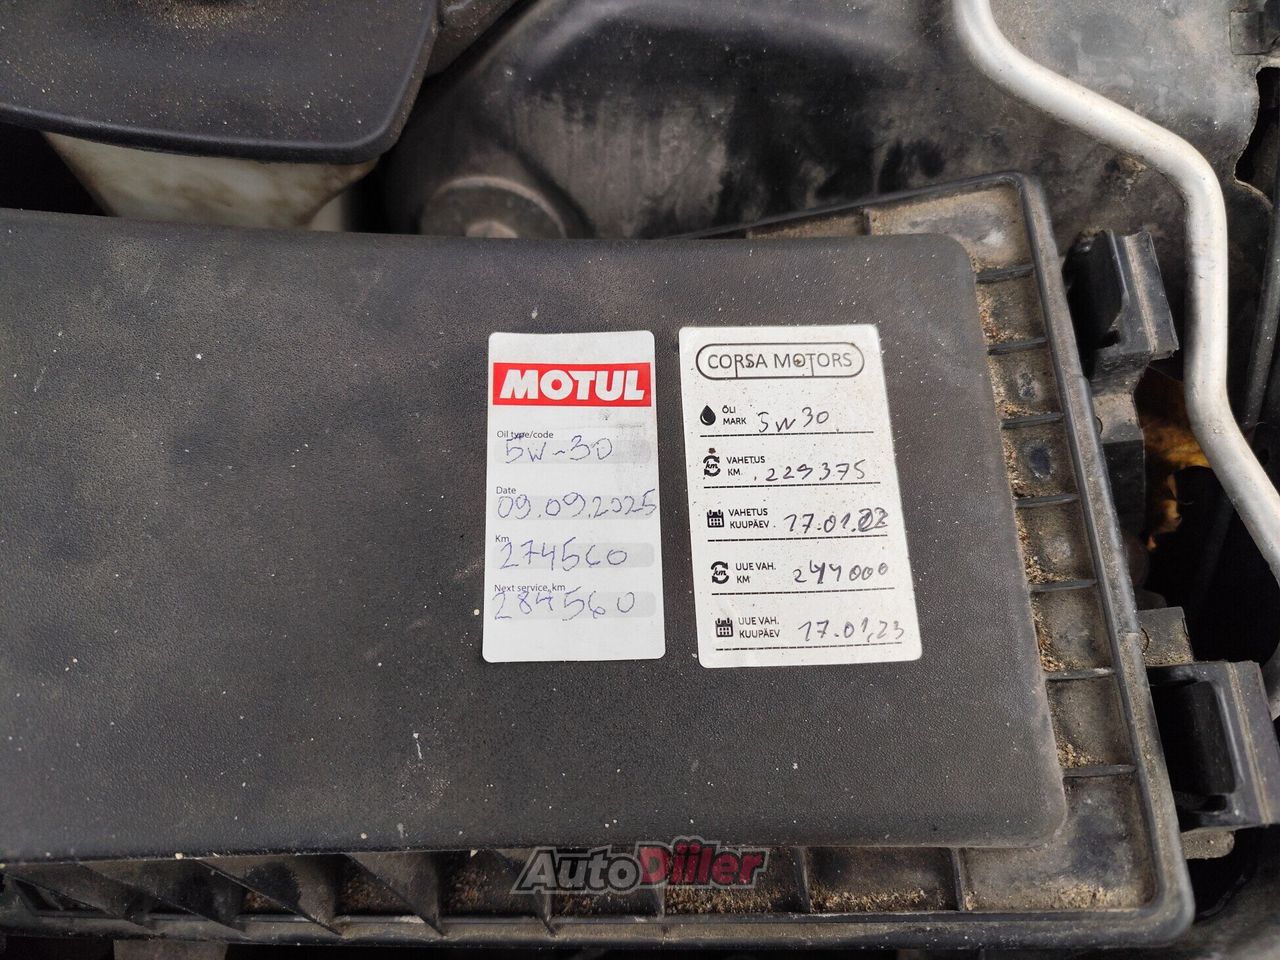 MOTUL
Oil type/code
5W-30
Date
09.09.2025
Km
274560
Next service, km
284560
CORSA MOTORS
ÕLI
MARK 5W30
VAHETUS
KM. 229375
VAHETUS
KUUPÄEV 17.01.22
UUE VAH.
KM 244000
UUE VAH.
KUUPÄEV 17.01.23
AutoDiiler